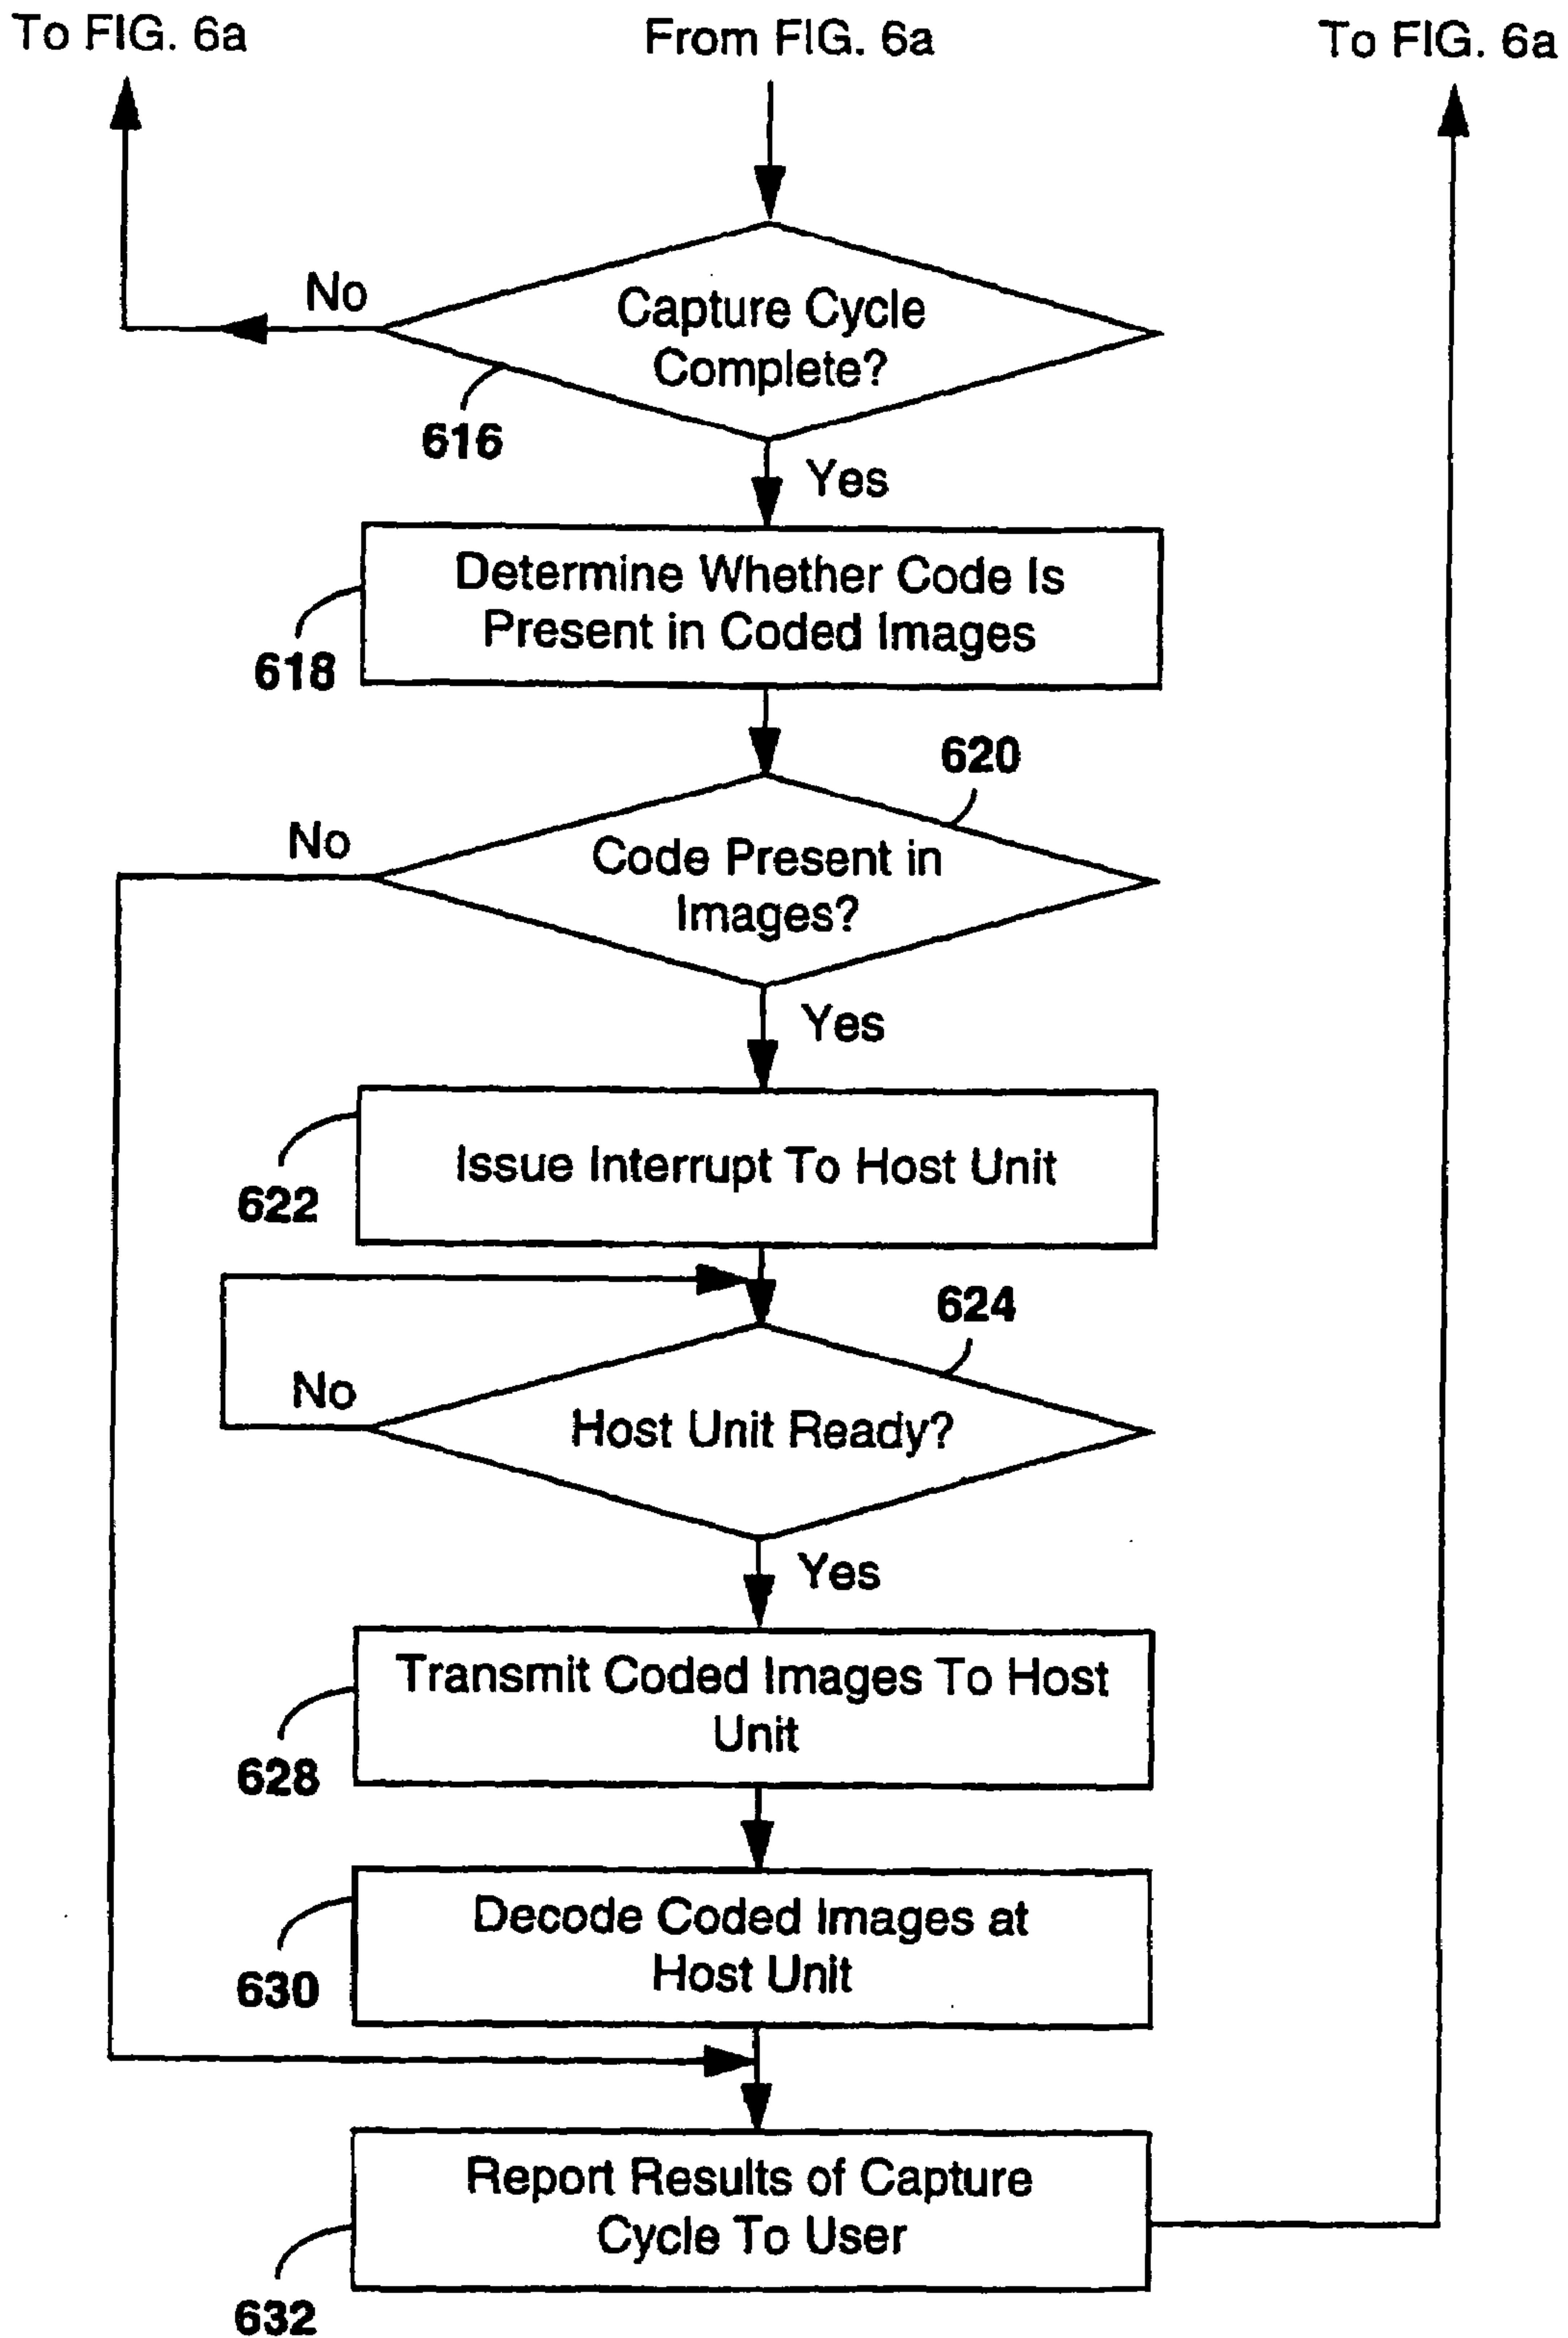 To FIG. 6a
From FIG. 6a
To FIG. 6a
No
Capture Cycle
Complete?
616
Yes
Determine Whether Code Is
Present in Coded Images
618
620
No
Code Present in
Images?
Yes
Issue Interrupt To Host Unit
622
624
No
Host Unit Ready?
Yes
Transmit Coded Images To Host
Unit
628
Decode Coded Images at
Host Unit
630
Report Results of Capture
Cycle To User
632